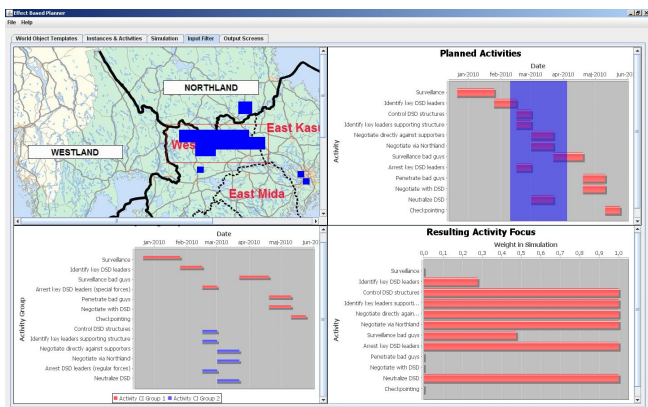 Effect Based Planner
File Help
World Object Templates Instances & Activities Simulation Input Filter Output Screens
NORTHLAND
WESTLAND
East Kas
Wes
East Mida
Planned Activities
Date
jan-2010 feb-2010 mar-2010 apr-2010 maj-2010 jun-20
Activity
Surveillance
Identify key DSD leaders
Control DSD structures
Identify key leaders supporting structure
Negotiate directly against supporters
Negotiate via Northland
Surveillance bad guys
Arrest key DSD leaders
Penetrate bad guys
Negotiate with DSD
Neutralize DSD
Checkpointing
Date
jan-2010 feb-2010 mar-2010 apr-2010 maj-2010 jun-20
Activity Group
Surveillance
Identify key DSD leaders
Surveillance bad guys
Arrest key DSD leaders (special forces)
Penetrate bad guys
Negotiate with DSD
Checkpointing
Control DSD structures
Identify key leaders supporting structure
Negotiate directly against supporters
Negotiate via Northland
Arrest DSD leaders (regular forces)
Neutralize DSD
Activity CI Group 1 Activity CI Group 2
Resulting Activity Focus
Weight in Simulation
0,0 0,1 0,2 0,3 0,4 0,5 0,6 0,7 0,8 0,9 1,0
Activity
Surveillance
Identify key DSD leaders
Control DSD structures
Identify key leaders supporti...
Negotiate directly again...
Negotiate via Northland
Surveillance bad guys
Arrest key DSD leaders
Penetrate bad guys
Negotiate with DSD
Neutralize DSD
Checkpointing